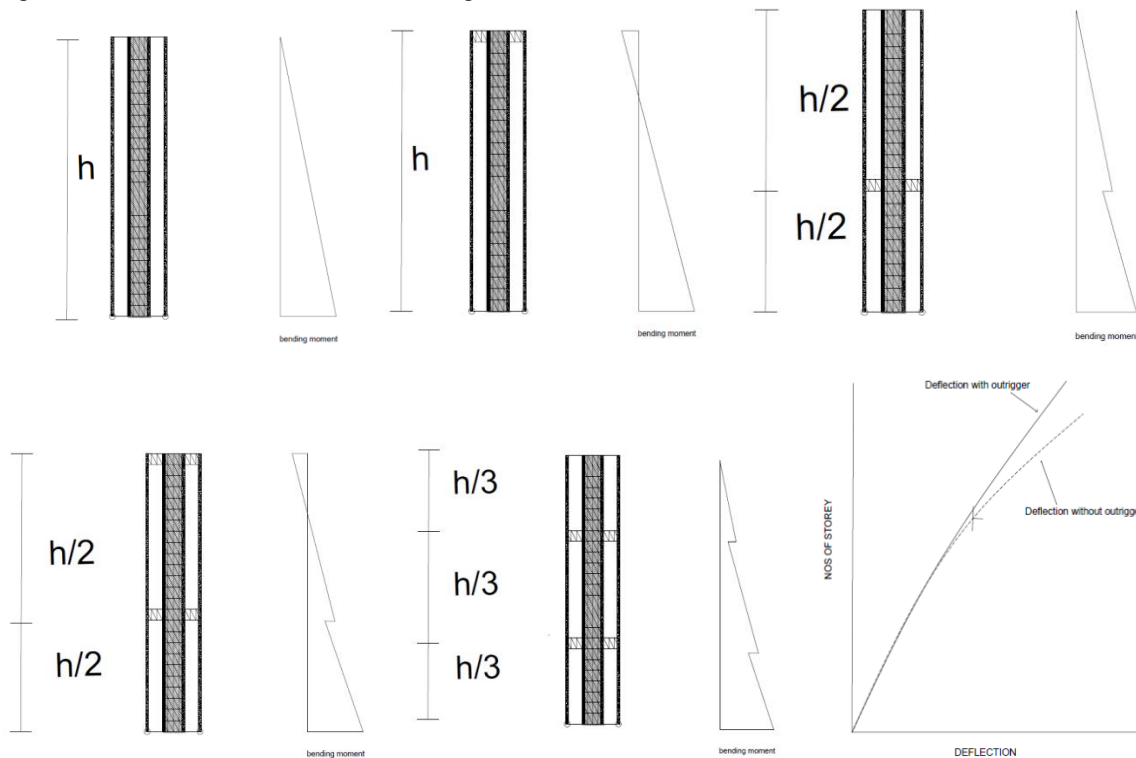 h
bending moment
h
bending moment
h/2
h/2
bending moment
h/2
h/2
bending moment
h/3
h/3
h/3
bending moment
Deflection with outrigger
Deflection without outrigge
NOS OF STOREY
DEFLECTION